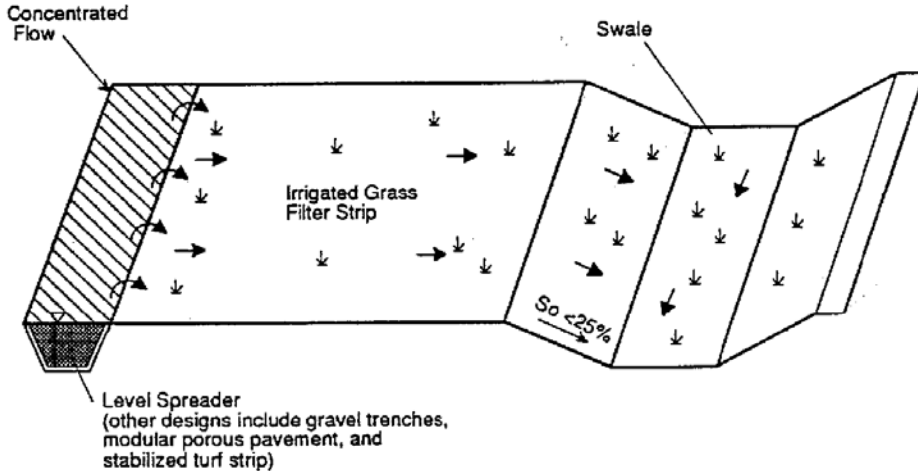 Concentrated
Flow
Swale
Irrigated Grass
Filter Strip
So <25%
Level Spreader
(other designs include gravel trenches,
modular porous pavement, and
stabilized turf strip)